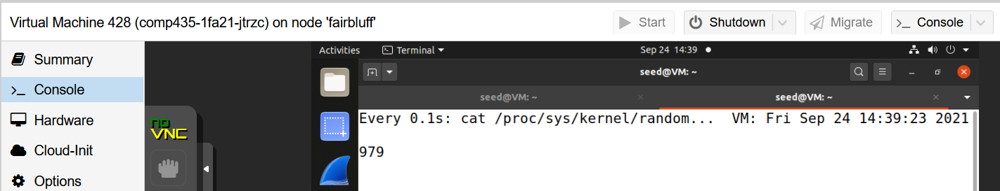 Virtual Machine 428 (comp435-1fa21-jtrzc) on node 'fairbluff'
Start
Shutdown
Migrate
>_ Console
Summary
>_ Console
Hardware
Cloud-Init
Options
no
VNC
Activities
Terminal
Sep 24 14:39
seed@VM: ~
seed@VM: ~
seed@VM: ~
Every 0.1s: cat /proc/sys/kernel/random... VM: Fri Sep 24 14:39:23 2021
979